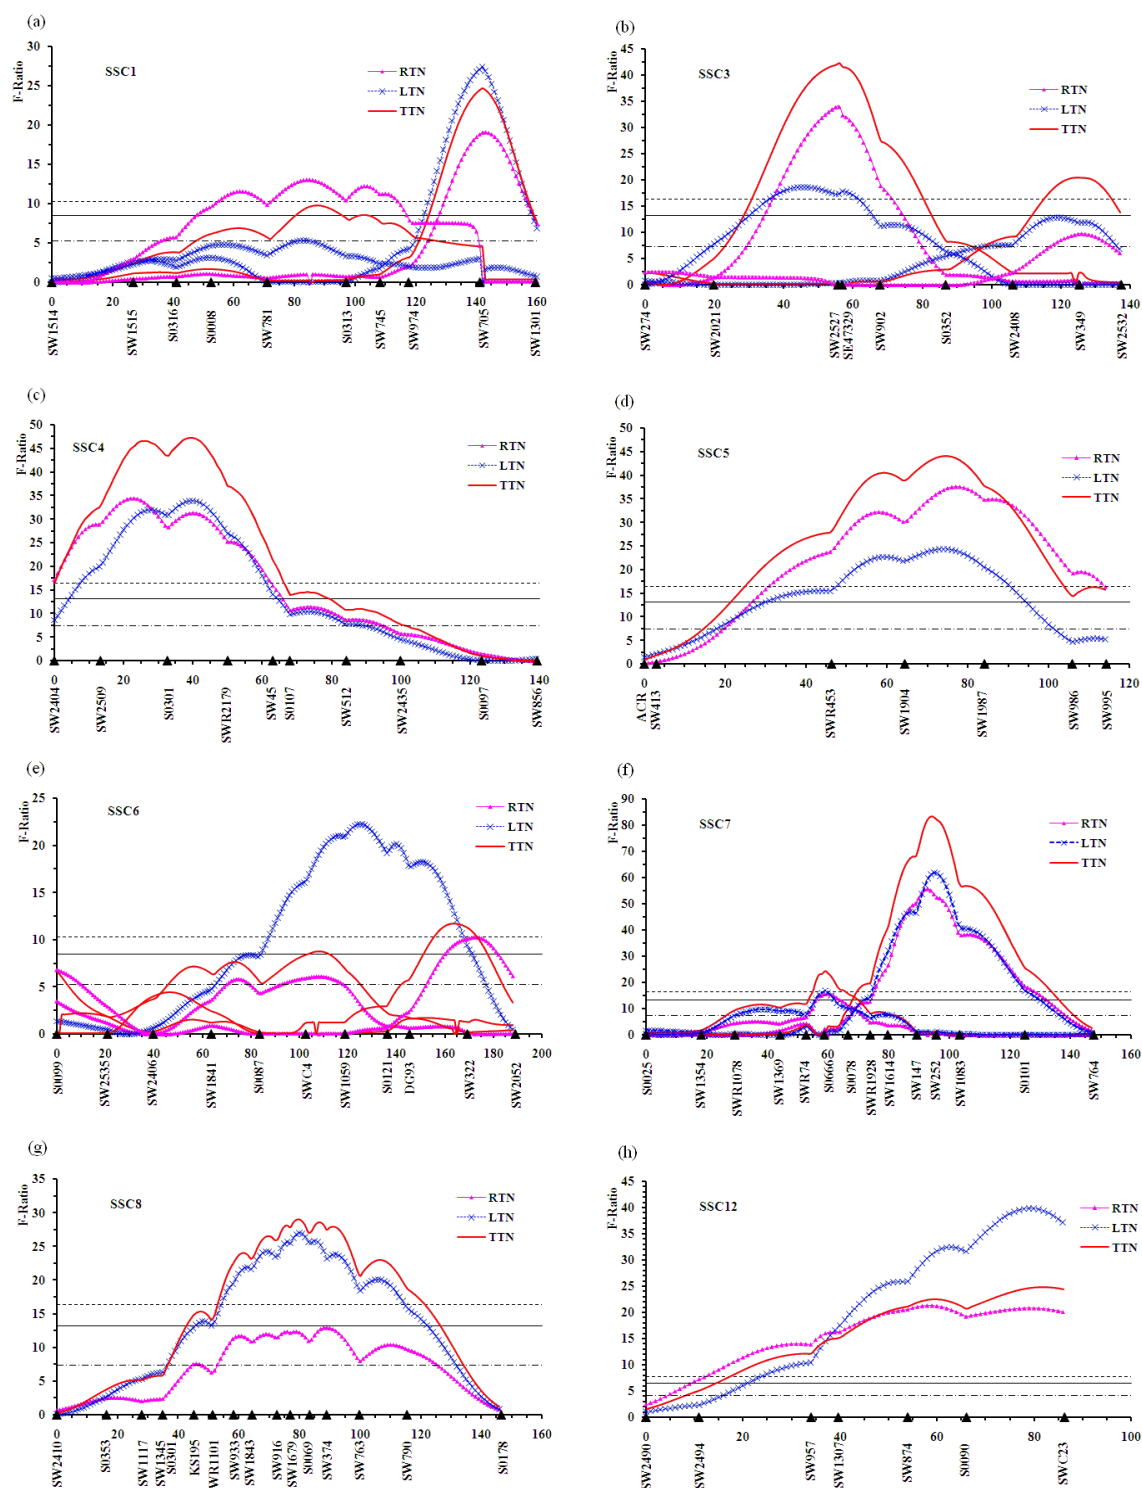 (a)
SSC1
F-Ratio
30
25
20
15
10
5
0
RTN
LTN
TTN
0 20 40 60 80 100 120 140 160
SW1514 SW1515 S0316 S0008 SW781 S0313 SW745 SW974 SW705 SW1301
(b)
SSC3
F-Ratio
45
40
35
30
25
20
15
10
5
0
RTN
LTN
TTN
0 20 40 60 80 100 120 140
SW274 SW2021 SW2527 SE47329 SW902 S0352 SW2408 SW349 SW2532
(c)
SSC4
F-Ratio
50
45
40
35
30
25
20
15
10
5
0
RTN
LTN
TTN
0 20 40 60 80 100 120 140
SW2404 SW2509 S0301 SWR2179 SW45 S0107 SW512 SW2435 S0097 SW856
(d)
SSC5
F-Ratio
50
45
40
35
30
25
20
15
10
5
0
RTN
LTN
TTN
0 20 40 60 80 100 120
ACR SW413 SWR453 SW1904 SW1987 SW986 SW995
(e)
SSC6
F-Ratio
25
20
15
10
5
0
RTN
LTN
TTN
0 20 40 60 80 100 120 140 160 180 200
S0099 SW2535 SW2406 SW1841 S0087 SWC4 SW1059 S0121 DG93 SW322 SW2052
(f)
SSC7
F-Ratio
90
80
70
60
50
40
30
20
10
0
RTN
LTN
TTN
0 20 40 60 80 100 120 140 160
S0025 SW1354 SWR1078 SW1369 SWR74 S0666 S0078 SWR1928 SW1614 SW147 SW252 SW1083 S0101 SW764
(g)
SSC8
F-Ratio
35
30
25
20
15
10
5
0
RTN
LTN
TTN
0 20 40 60 80 100 120 140 160
SW2410 S0353 SW1117 SW1345 S0301 KS195 WR1101 SW933 SW1843 SW916 SW1679 S0069 SW374 SW763 SW790 S0178
(h)
SSC12
F-Ratio
45
40
35
30
25
20
15
10
5
0
RTN
LTN
TTN
0 20 40 60 80 100
SW2490 SW2494 SW957 SW1307 SW874 S0090 SWC23